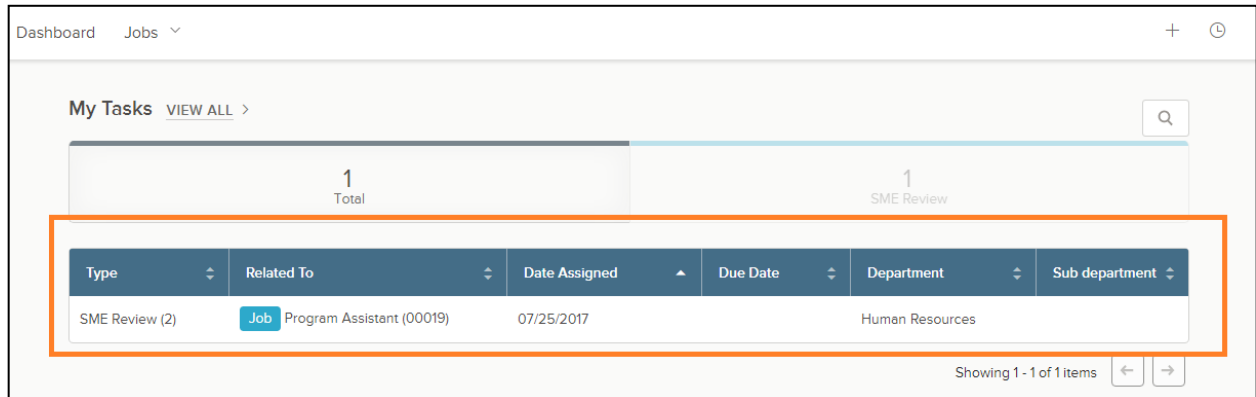 Dashboard Jobs
My Tasks VIEW ALL >
1 1
Total SME Review
Type Related To Date Assigned Due Date Department Sub department
SME Review (2) Job Program Assistant (00019) 07/25/2017 Human Resources
Showing 1 - 1 of 1 items